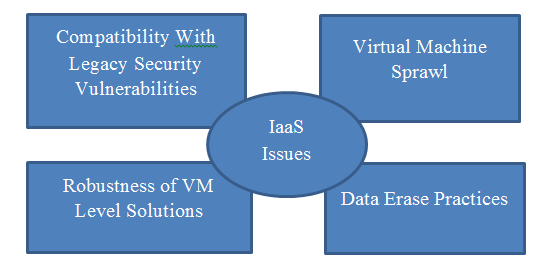 Compatibility With
Legacy Security
Vulnerabilities
Virtual Machine
Sprawl
IaaS
Issues
Robustness of VM
Level Solutions
Data Erase Practices